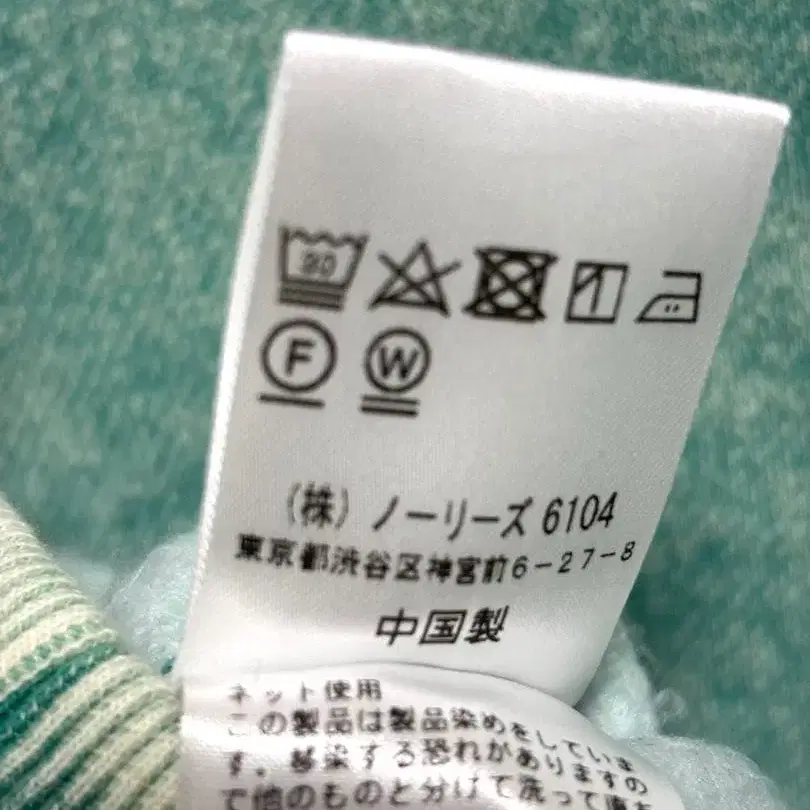 30
F W
（株）ノーリーズ 6104
東京都渋谷区神宮前6-27-8
中国製
ネット使用
この製品は製品染めをしていま
す。移染する恐れがありますの
で他のものと分けて洗って